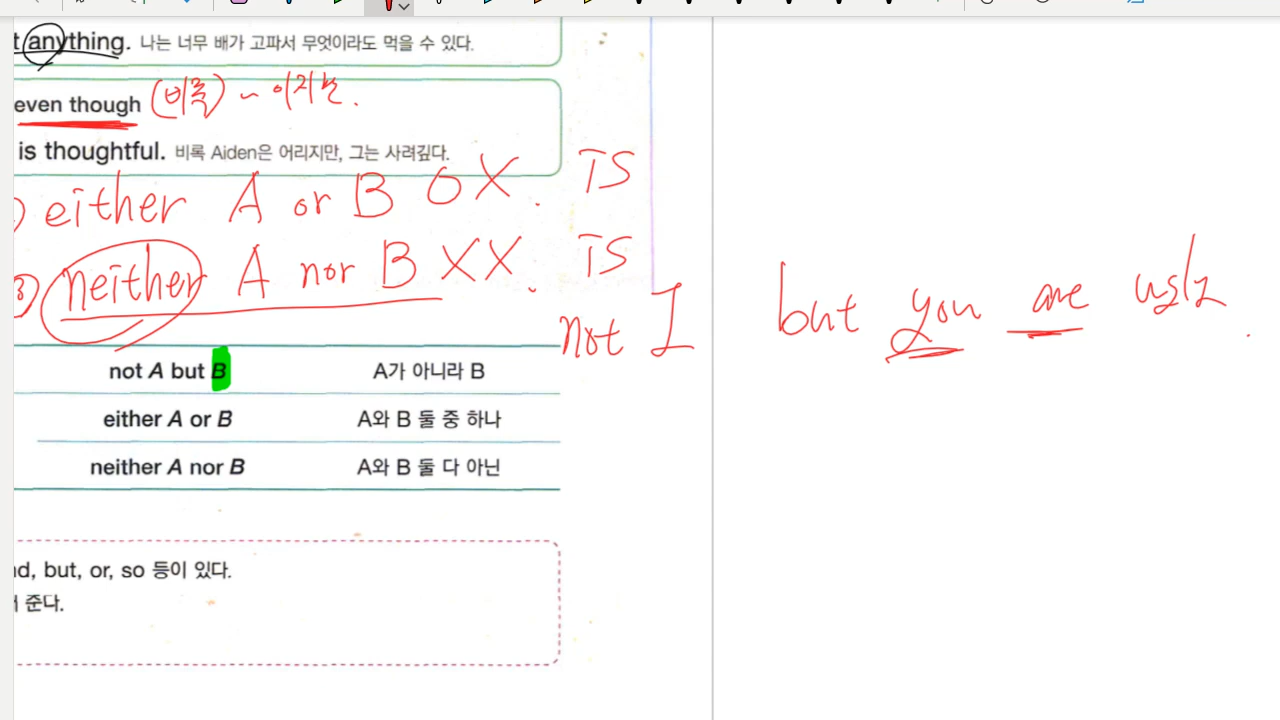 t anything. 나는 너무 배가 고파서 무엇이라도 먹을 수 있다.
even though (비록) ~ 이지만.
is thoughtful. 비록 Aiden은 어리지만, 그는 사려깊다.
) either A or B O X. IS
③ neither A nor B X X. IS
not I but you are ugly.
not A but B A가 아니라 B
either A or B A와 B 둘 중 하나
neither A nor B A와 B 둘 다 아닌
nd, but, or, so 등이 있다.
준다.